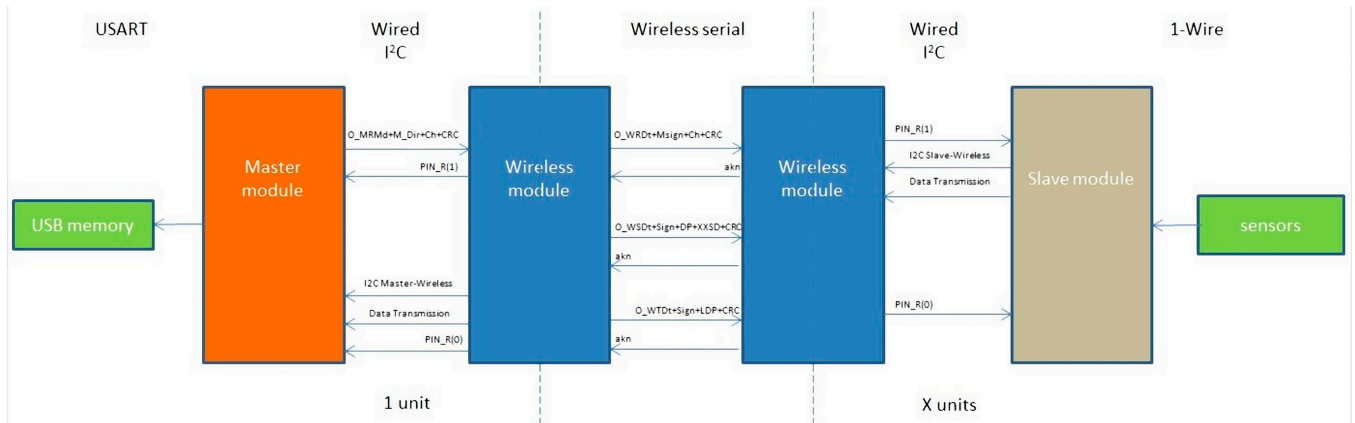 USART
Wired
I²C
Wireless serial
Wired
I²C
1-Wire
O_MRMd+M_Dir+Ch+CRC
O_WRDt+Msign+Ch+CRC
PIN_R(1)
Master
module
PIN_R(1)
Wireless
module
akn
Wireless
module
I2C Slave-Wireless
Data Transmission
Slave module
USB memory
O_WSDt+Sign+DP+XXSD+CRC
sensors
akn
I2C Master-Wireless
Data Transmission
O_WTDt+Sign+LDP+CRC
PIN_R(0)
PIN_R(0)
akn
1 unit
X units